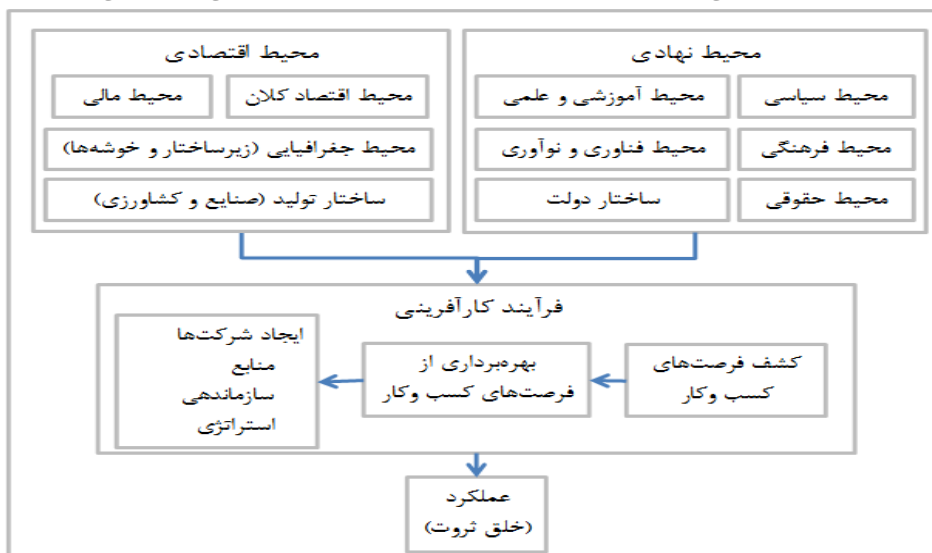 محیط نهادی
محیط سیاسی
محیط آموزشی و علمی
محیط فرهنگی
محیط فناوری و نوآوری
محیط حقوقی
ساختار دولت
محیط اقتصادی
محیط اقتصاد کلان
محیط مالی
محیط جغرافیایی (زیرساختار و خوشه‌ها)
ساختار تولید (صنایع و کشاورزی)
فرآیند کارآفرینی
کشف فرصت‌های
کسب وکار
بهره‌برداری از
فرصت‌های کسب وکار
ایجاد شرکت‌ها
منابع
سازماندهی
استراتژی
عملکرد
(خلق ثروت)